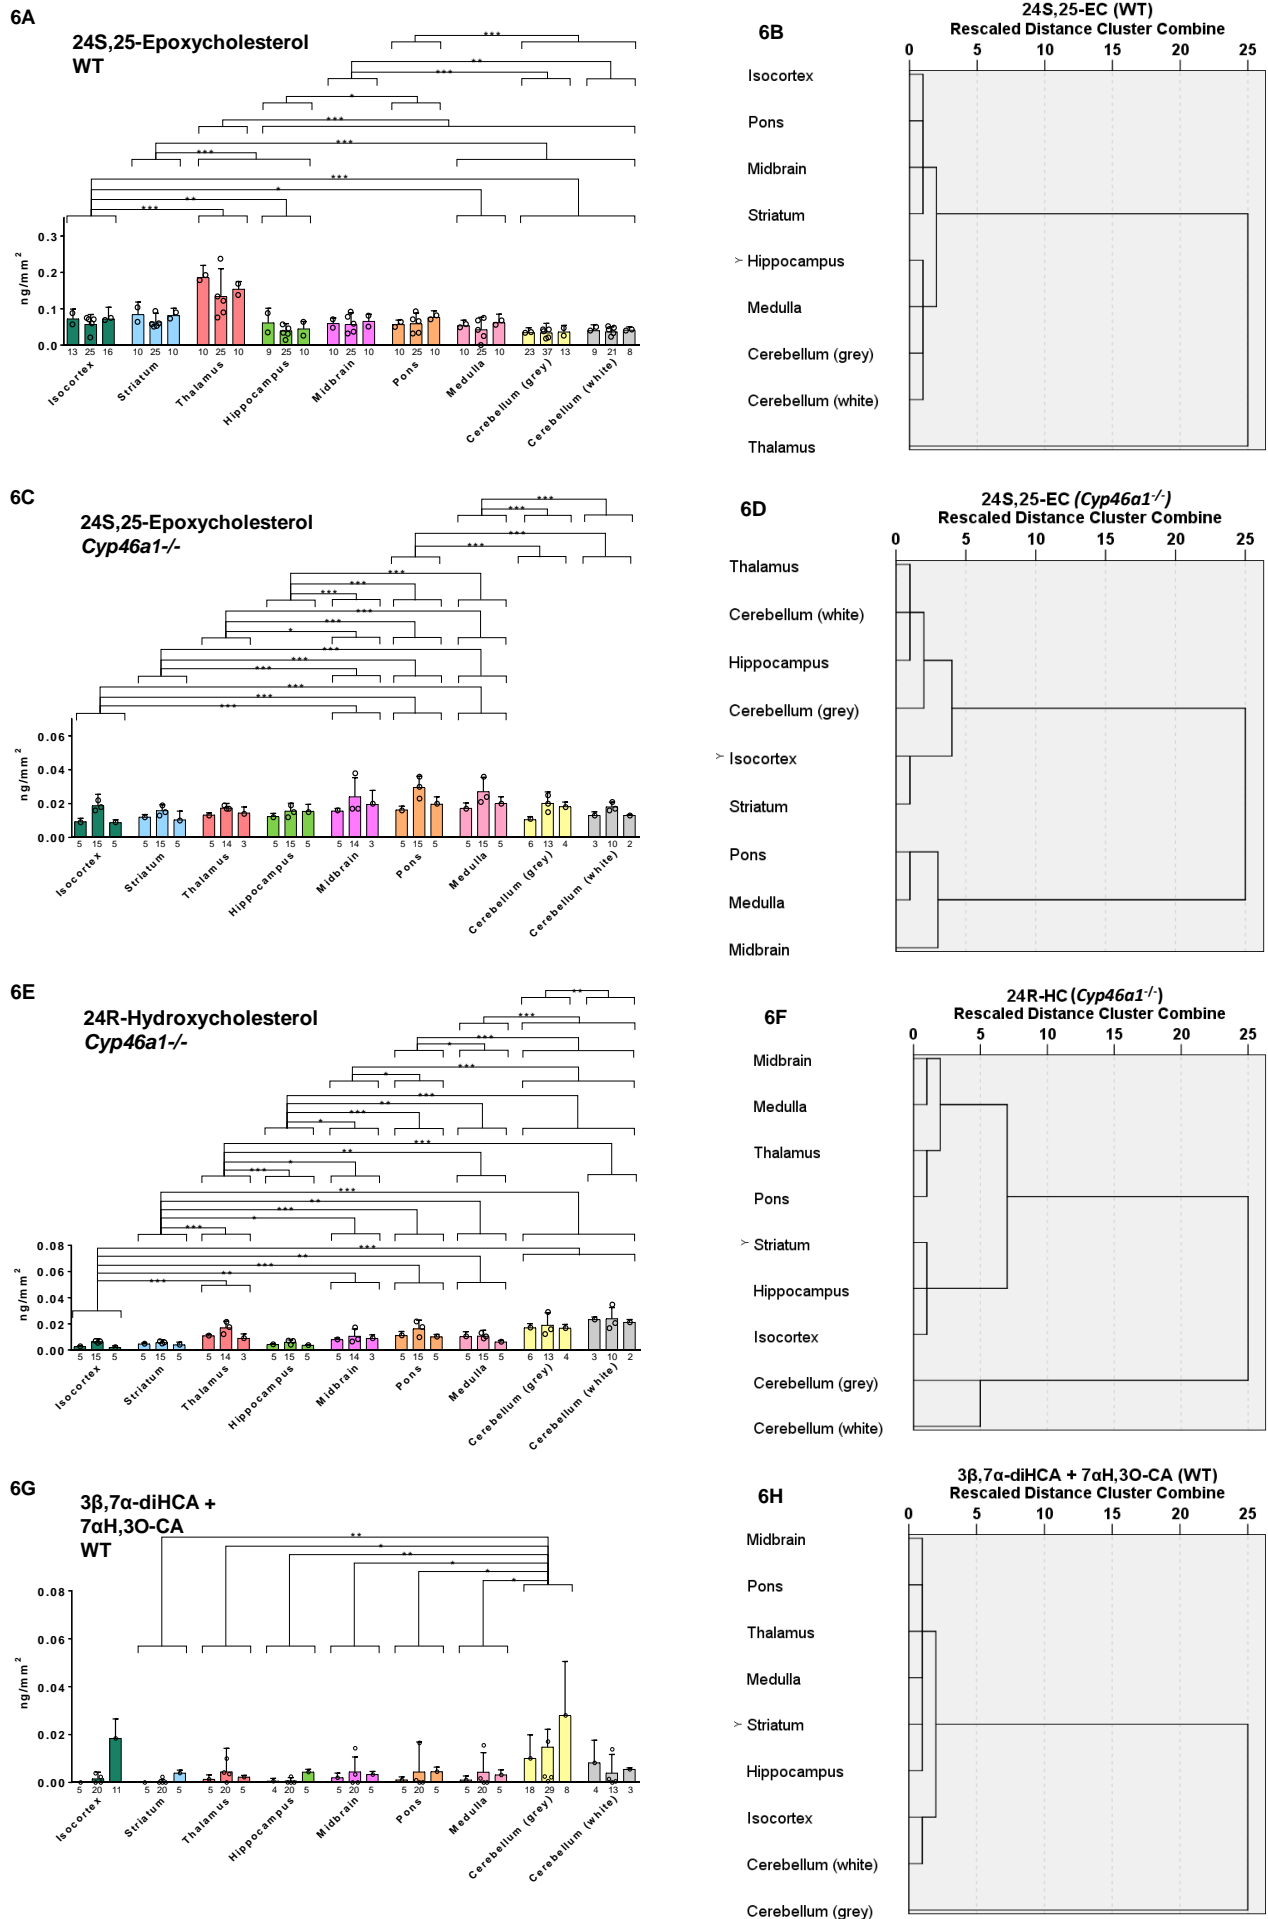 6A
24S,25-Epoxycholesterol
WT
***
**
***
*
***
***
***
***
*
**
***
0.3
0.2
0.1
0.0
ng/mm²
13 25 16 10 25 10 10 25 10 9 25 10 10 25 10 10 25 10 10 25 10 23 37 13 9 21 8
Isocortex
Striatum
Thalamus
Hippocampus
Midbrain
Pons
Medulla
Cerebellum (grey)
Cerebellum (white)
6B
24S,25-EC (WT)
Rescaled Distance Cluster Combine
0 5 10 15 20 25
Isocortex
Pons
Midbrain
Striatum
Y Hippocampus
Medulla
Cerebellum (grey)
Cerebellum (white)
Thalamus
6C
24S,25-Epoxycholesterol
Cyp46a1-/-
***
***
***
***
***
***
***
***
***
*
***
***
***
***
***
***
0.06
0.04
0.02
0.00
ng/mm²
5 15 5 5 15 5 5 14 3 5 15 5 5 14 3 5 15 5 5 15 5 6 13 4 3 10 2
Isocortex
Striatum
Thalamus
Hippocampus
Midbrain
Pons
Medulla
Cerebellum (grey)
Cerebellum (white)
6D
24S,25-EC (Cyp46a1-/-)
Rescaled Distance Cluster Combine
0 5 10 15 20 25
Thalamus
Cerebellum (white)
Hippocampus
Cerebellum (grey)
Y Isocortex
Striatum
Pons
Medulla
Midbrain
6E
24R-Hydroxycholesterol
Cyp46a1-/-
**
***
***
*
***
*
***
**
***
*
***
**
*
***
***
**
***
*
***
***
**
***
**
***
0.08
0.06
0.04
0.02
0.00
ng/mm²
5 15 5 5 15 5 5 14 3 5 15 5 5 14 3 5 15 5 5 15 5 6 13 4 3 10 2
Isocortex
Striatum
Thalamus
Hippocampus
Midbrain
Pons
Medulla
Cerebellum (grey)
Cerebellum (white)
6F
24R-HC (Cyp46a1-/-)
Rescaled Distance Cluster Combine
0 5 10 15 20 25
Midbrain
Medulla
Thalamus
Pons
Y Striatum
Hippocampus
Isocortex
Cerebellum (grey)
Cerebellum (white)
6G
3β,7α-diHCA +
7αH,3O-CA
WT
**
*
**
*
*
*
0.08
0.06
0.04
0.02
0.00
ng/mm²
5 20 11 5 20 5 5 20 5 4 20 5 5 20 5 5 20 5 5 20 5 18 29 8 4 13 3
Isocortex
Striatum
Thalamus
Hippocampus
Midbrain
Pons
Medulla
Cerebellum (grey)
Cerebellum (white)
6H
3β,7α-diHCA + 7αH,3O-CA (WT)
Rescaled Distance Cluster Combine
0 5 10 15 20 25
Midbrain
Pons
Thalamus
Medulla
Y Striatum
Hippocampus
Isocortex
Cerebellum (white)
Cerebellum (grey)